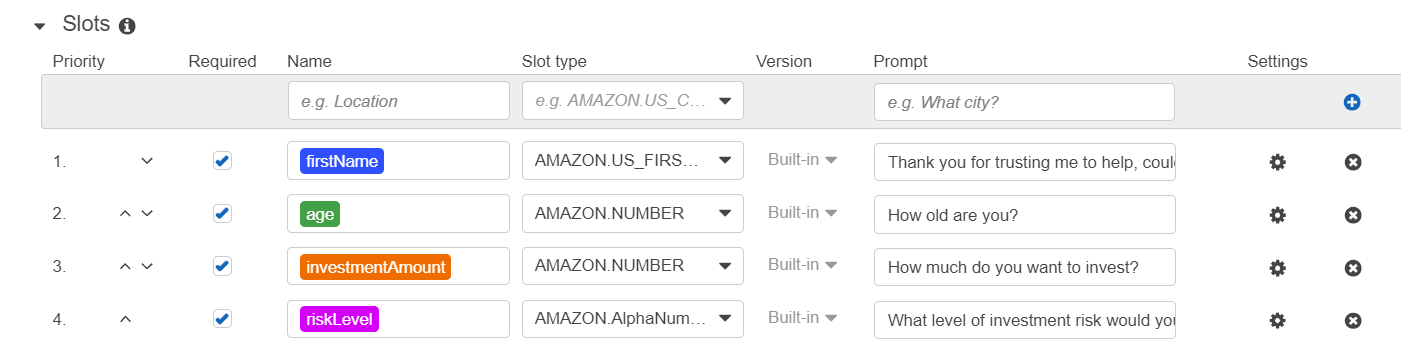 Slots
Priority Required Name Slot type Version Prompt Settings
e.g. Location e.g. AMAZON.US_C... e.g. What city?
1. firstName AMAZON.US_FIRS... Built-in Thank you for trusting me to help, coul
2. age AMAZON.NUMBER Built-in How old are you?
3. investmentAmount AMAZON.NUMBER Built-in How much do you want to invest?
4. riskLevel AMAZON.AlphaNum... Built-in What level of investment risk would you